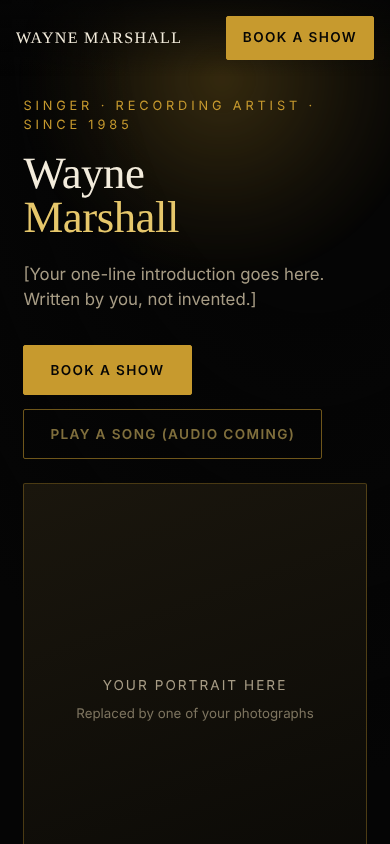 WAYNE MARSHALL
BOOK A SHOW
SINGER · RECORDING ARTIST ·
SINCE 1985
Wayne
Marshall
[Your one-line introduction goes here.
Written by you, not invented.]
BOOK A SHOW
PLAY A SONG (AUDIO COMING)
YOUR PORTRAIT HERE
Replaced by one of your photographs